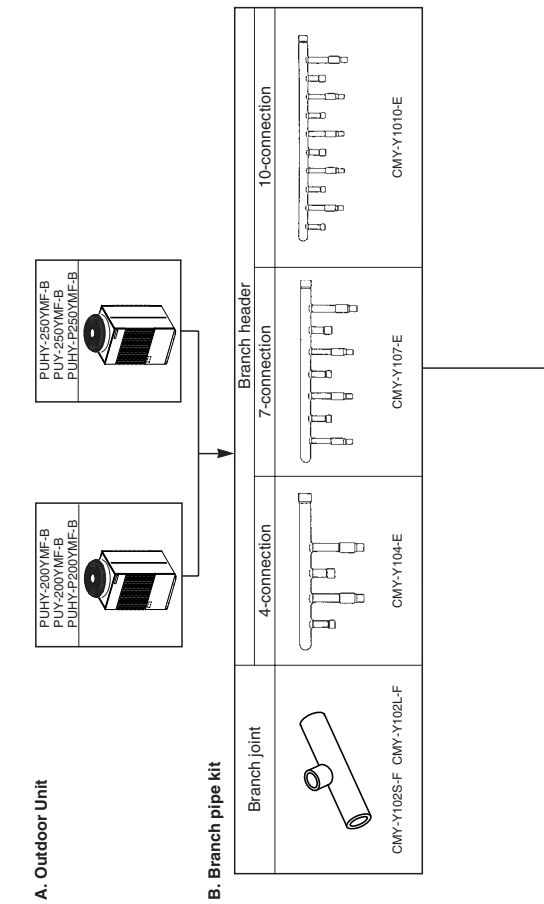 A. Outdoor Unit
PUHY-200YMF-B
PUY-200YMF-B
PUHY-P200YMF-B
PUHY-250YMF-B
PUY-250YMF-B
PUHY-P250YMF-B
B. Branch pipe kit
Branch joint
Branch header
4-connection
7-connection
10-connection
CMY-Y102S-F CMY-Y102L-F
CMY-Y104-E
CMY-Y107-E
CMY-Y1010-E